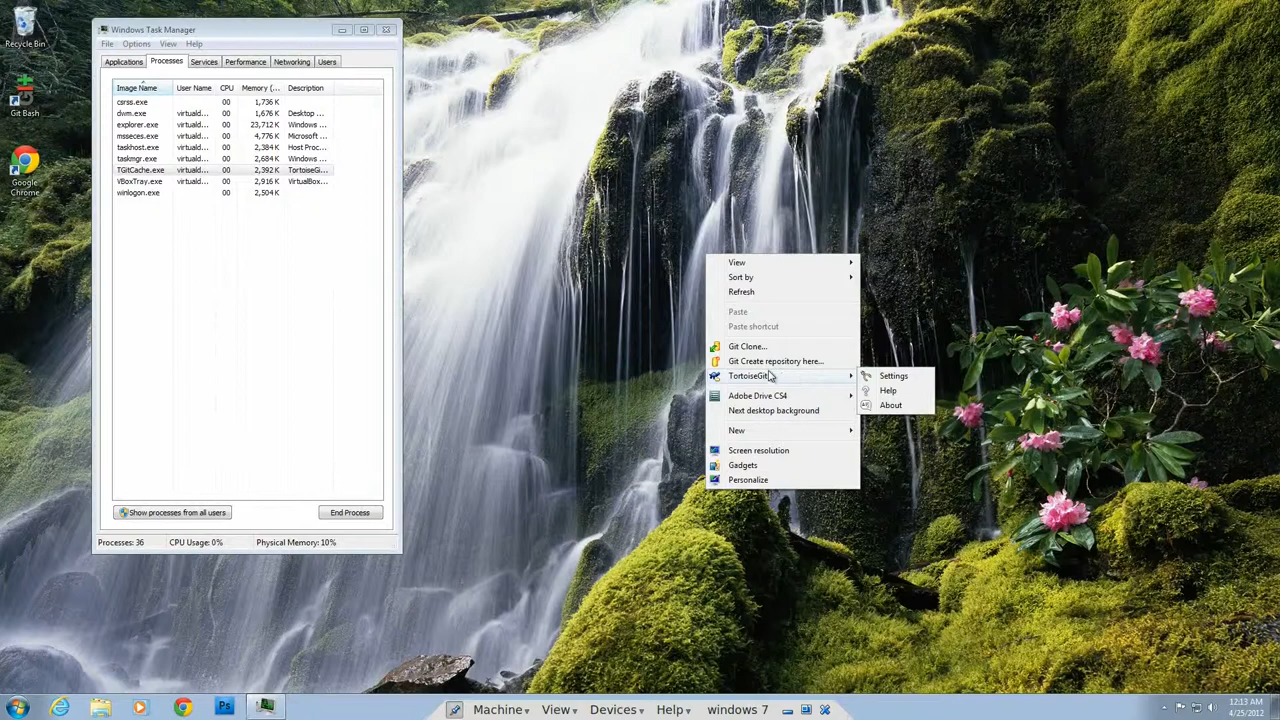 Recycle Bin
Git Bash
Google
Chrome
Windows Task Manager
File Options View Help
Applications Processes Services Performance Networking Users
Image Name User Name CPU Memory (... Description
csrss.exe 00 1,736 K
dwm.exe virtuald... 00 1,676 K Desktop ...
explorer.exe virtuald... 00 23,712 K Windows ...
msseces.exe virtuald... 00 4,776 K Microsoft ...
taskhost.exe virtuald... 00 2,384 K Host Proc...
taskmgr.exe virtuald... 00 2,684 K Windows ...
TGitCache.exe virtuald... 00 2,392 K TortoiseGi...
VBoxTray.exe virtuald... 00 2,916 K VirtualBox...
winlogon.exe 00 2,504 K
Show processes from all users End Process
Processes: 36 CPU Usage: 0% Physical Memory: 10%
View
Sort by
Refresh
Paste
Paste shortcut
Git Clone...
Git Create repository here...
TortoiseGit
Adobe Drive CS4
Next desktop background
New
Screen resolution
Gadgets
Personalize
Settings
Help
About
Ps
Machine View Devices Help windows 7
12:13 AM
4/25/2012